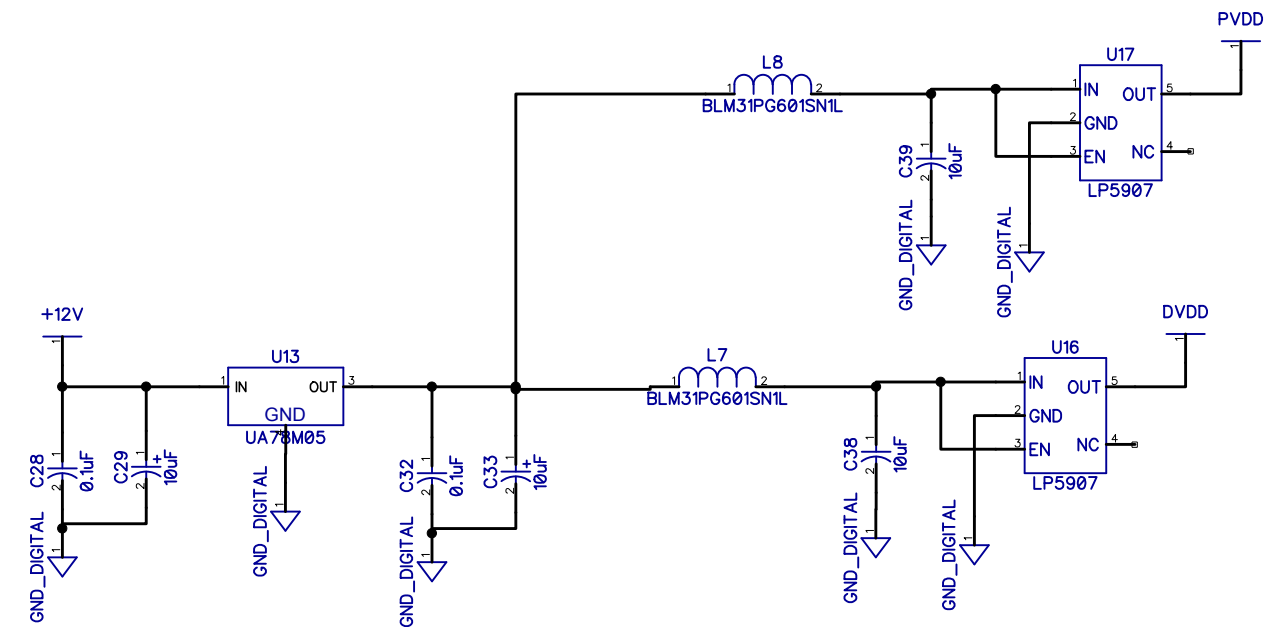 PVDD
1
U17
L8
1
2
BLM31PG601SN1L
1
IN
OUT
5
2
GND
3
EN
NC
4
LP5907
C39
1
2
10uF
GND_DIGITAL
1
GND_DIGITAL
1
+12V
1
DVDD
1
U13
1
IN
OUT
3
GND
UA78M05
L7
1
2
BLM31PG601SN1L
U16
1
IN
OUT
5
2
GND
3
EN
NC
4
LP5907
C28
1
2
0.1uF
C29
1
2
+
10uF
GND_DIGITAL
1
GND_DIGITAL
1
C32
1
2
0.1uF
C33
1
2
+
10uF
GND_DIGITAL
1
C38
1
2
10uF
GND_DIGITAL
1
GND_DIGITAL
1